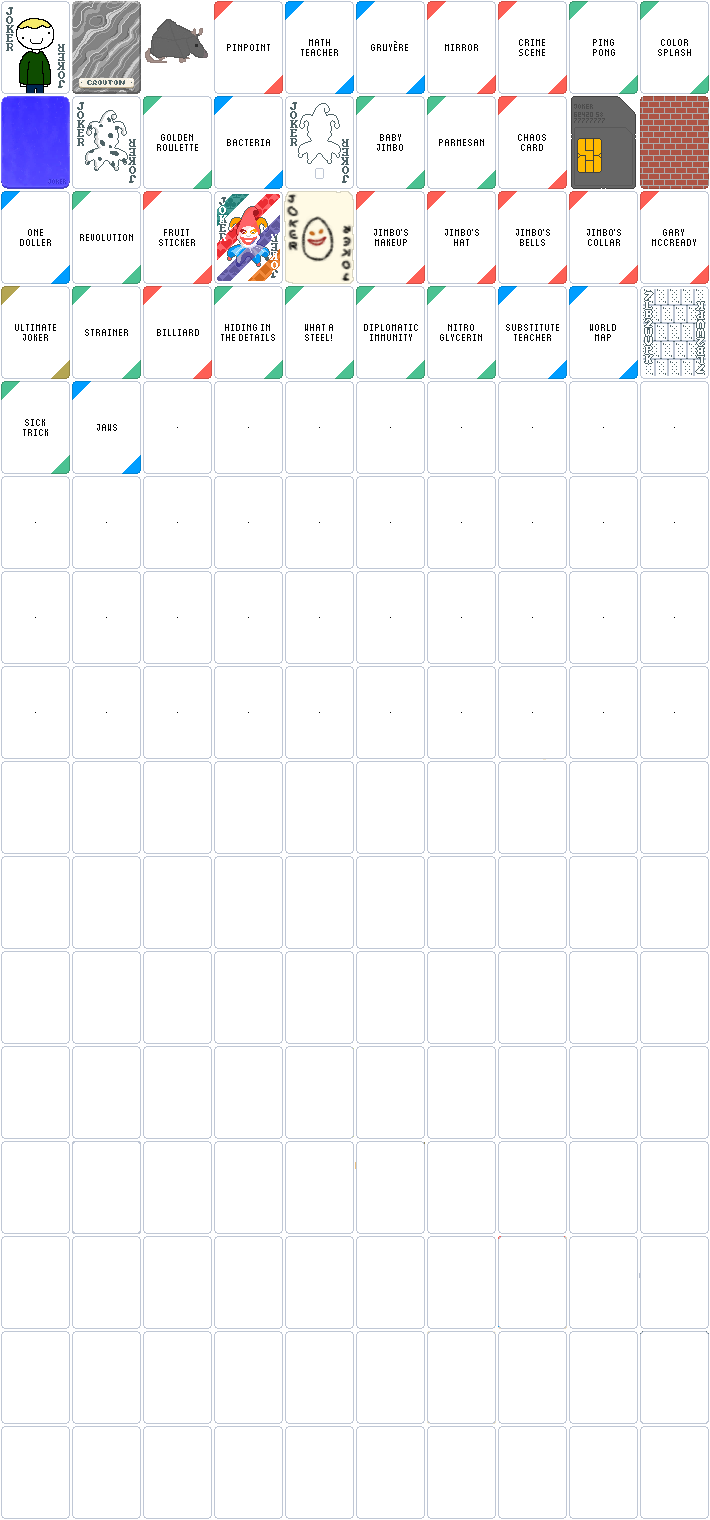 JOKER
JOKER
CROUTON
PINPOINT
MATH
TEACHER
GRUYÈRE
MIRROR
CRIME
SCENE
PING
PONG
COLOR
SPLASH
JOKER
JOKER
JOKER
GOLDEN
ROULETTE
BACTERIA
JOKER
JOKER
BABY
JIMBO
PARMESAN
CHAOS
CARD
JOKER
ONE
DOLLER
REVOLUTION
FRUIT
STICKER
JOKER
JOKER
JOKER
JOKER
JIMBO'S
MAKEUP
JIMBO'S
HAT
JIMBO'S
BELLS
JIMBO'S
COLLAR
GARY
MCCREADY
ULTIMATE
JOKER
STRAINER
BILLIARD
HIDING IN
THE DETAILS
WHAT A
STEEL!
DIPLOMATIC
IMMUNITY
NITRO
GLYCERIN
SUBSTITUTE
TEACHER
WORLD
MAP
SICK
TRICK
JAWS